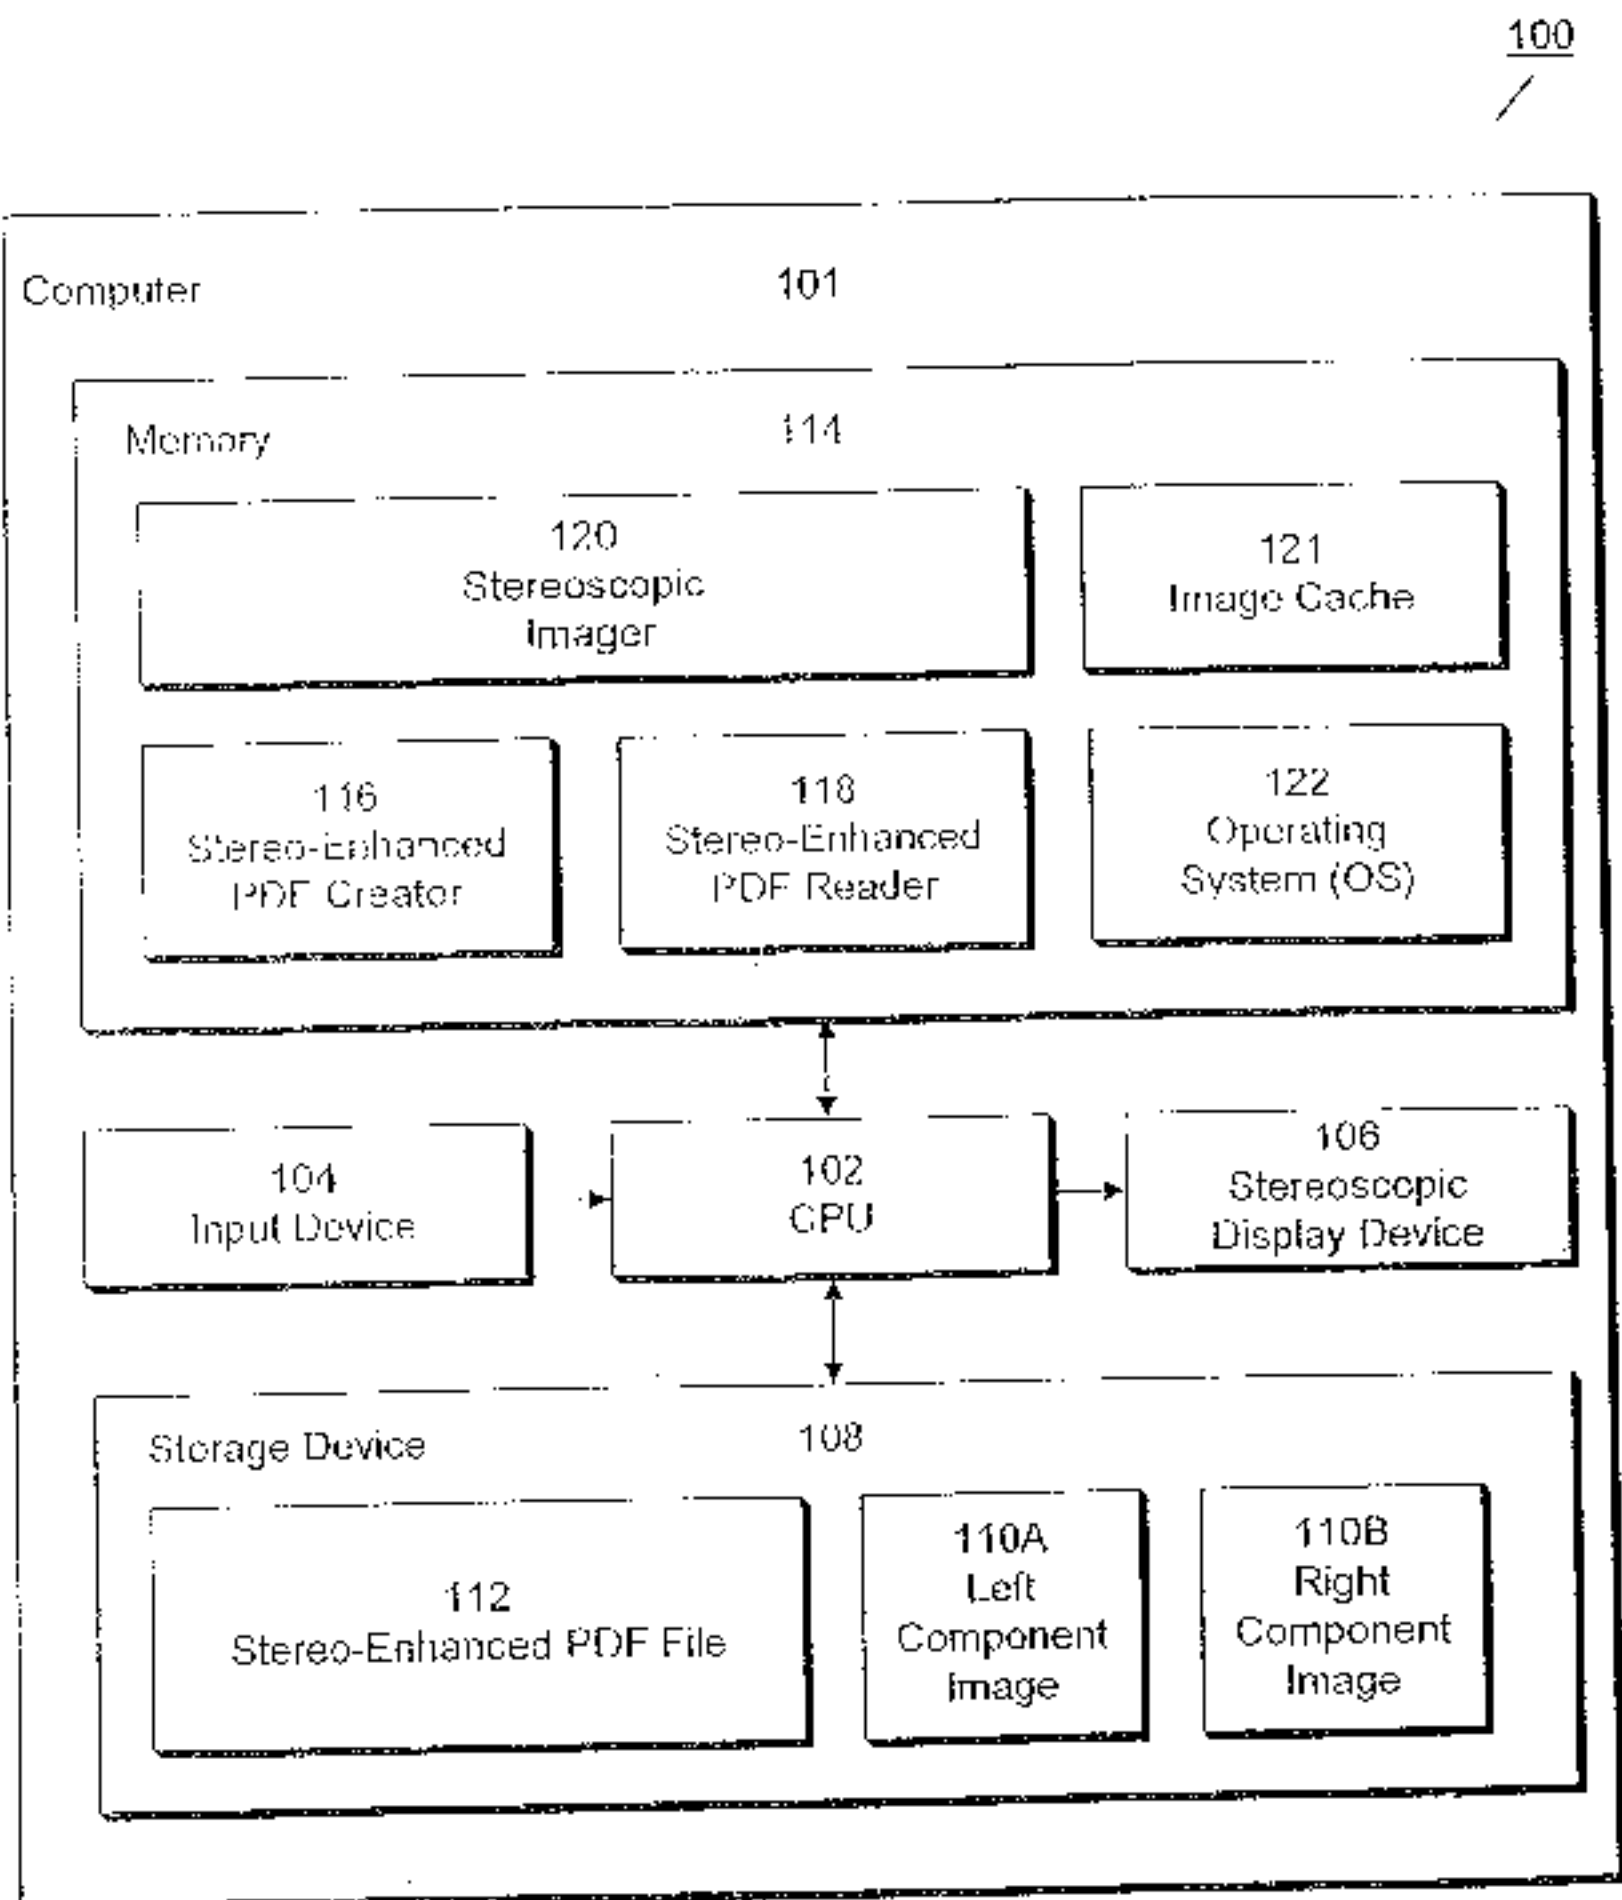 100
Computer
101
Memory
114
120
Stereoscopic
Imager
121
Image Cache
116
Stereo-Enhanced
PDF Creator
118
Stereo-Enhanced
PDF Reader
122
Operating
System (OS)
104
Input Device
102
CPU
106
Stereoscopic
Display Device
Storage Device
108
112
Stereo-Enhanced PDF File
110A
Left
Component
Image
110B
Right
Component
Image